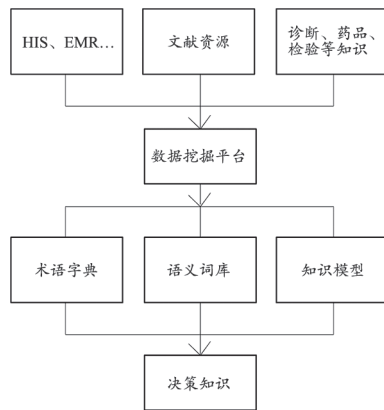 HIS、EMR…
文献资源
诊断、药品、
检验等知识
数据挖掘平台
术语字典
语义词库
知识模型
决策知识